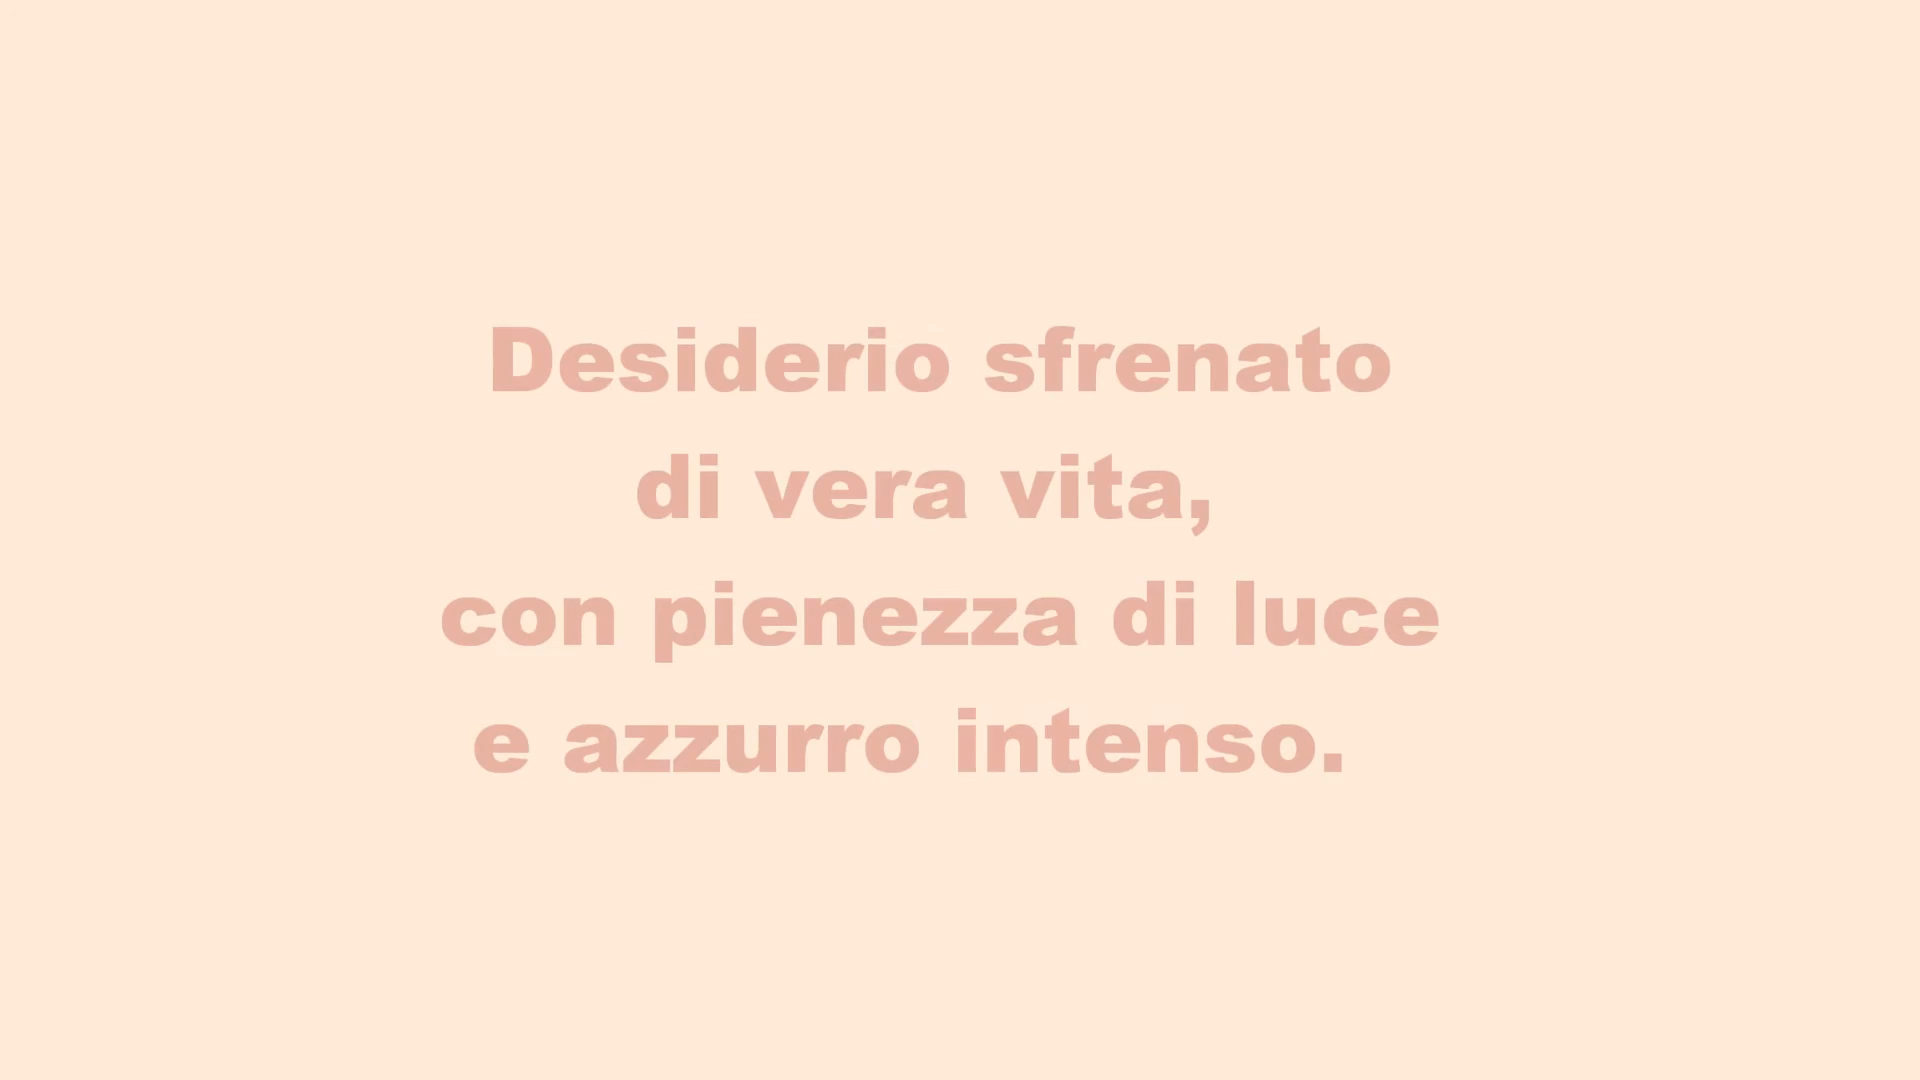 Desiderio sfrenato
di vera vita,
con pienezza di luce
e azzurro intenso.